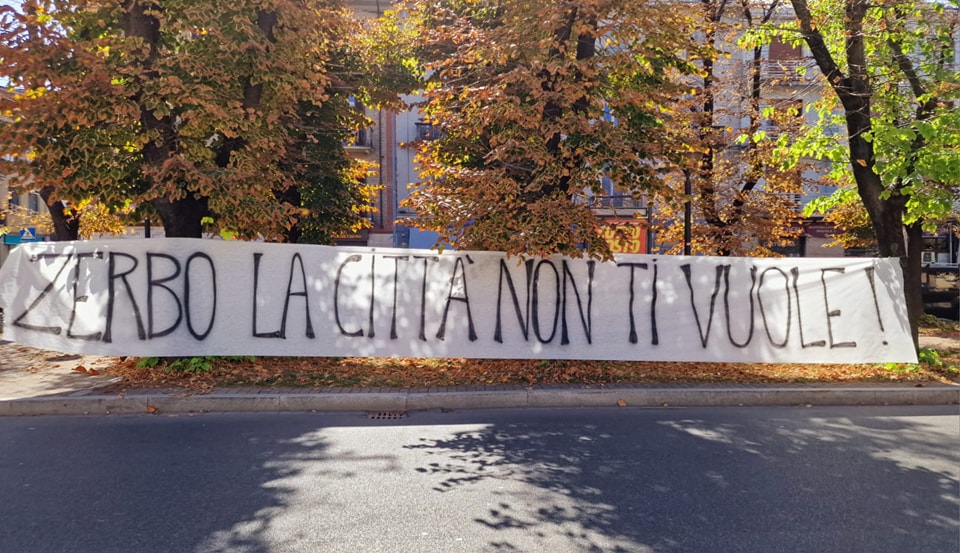 ZERBO LA CITTÀ NON TI VUOLE!